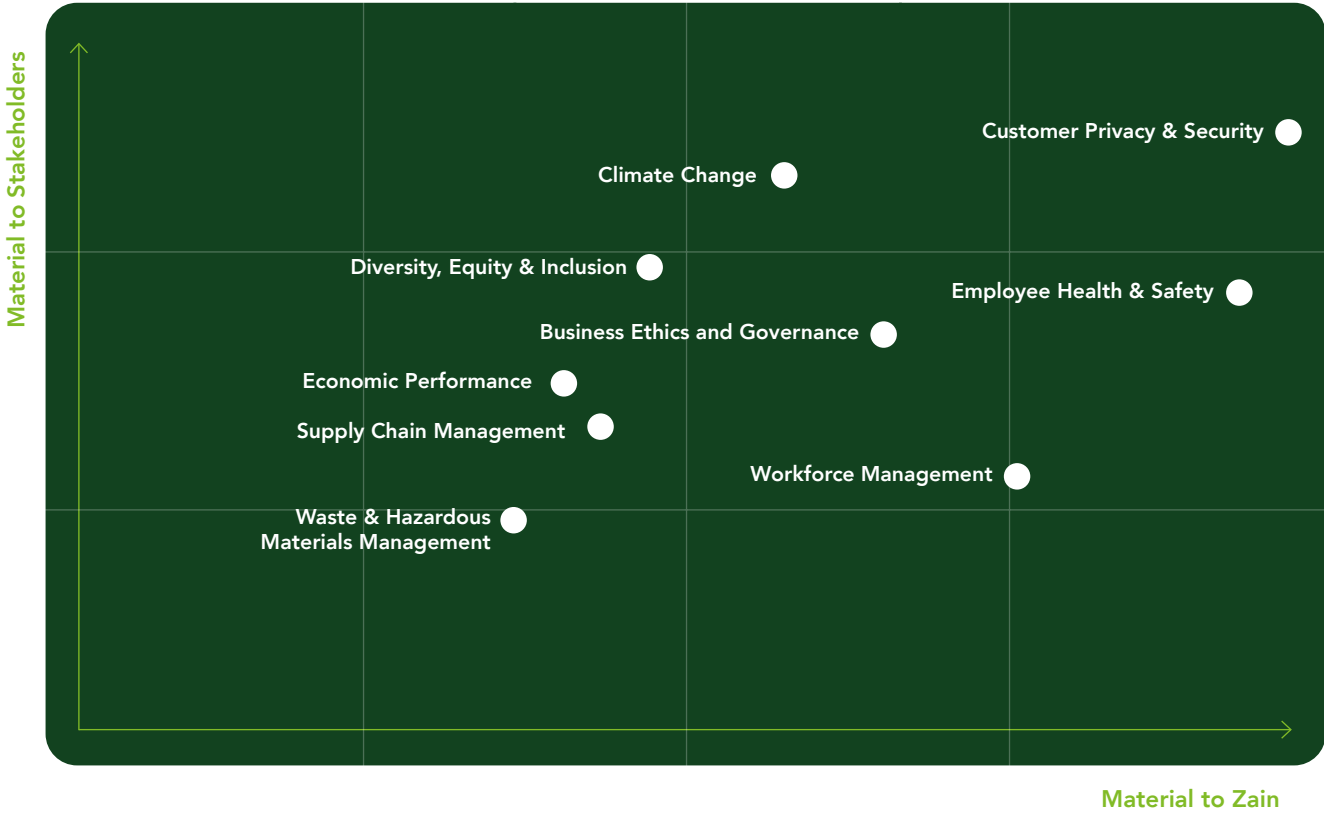 Material to Stakeholders
Customer Privacy & Security
Climate Change
Diversity, Equity & Inclusion
Employee Health & Safety
Business Ethics and Governance
Economic Performance
Supply Chain Management
Workforce Management
Waste & Hazardous
Materials Management
Material to Zain